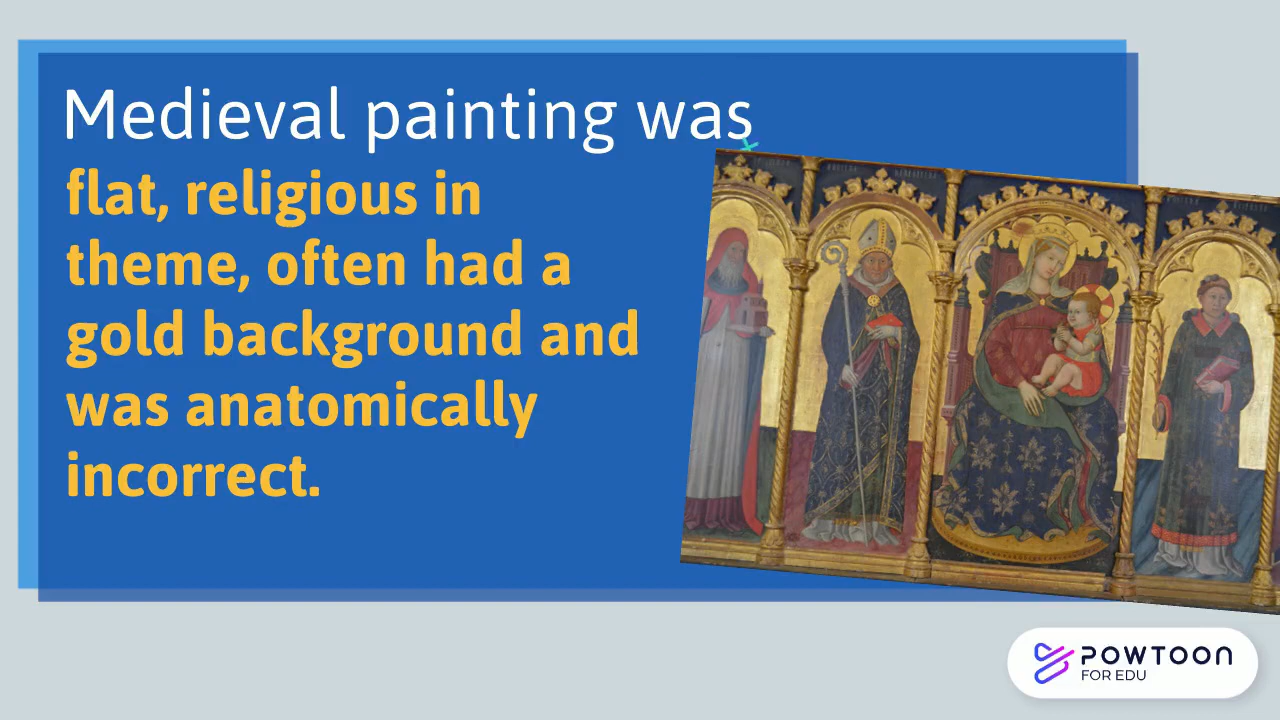 Medieval painting was
flat, religious in
theme, often had a
gold background and
was anatomically
incorrect.
POWTOON
FOR EDU